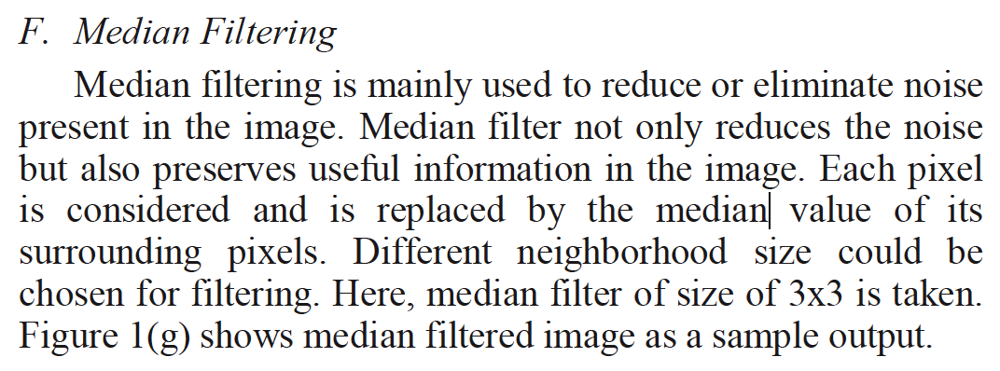 F. Median Filtering
Median filtering is mainly used to reduce or eliminate noise
present in the image. Median filter not only reduces the noise
but also preserves useful information in the image. Each pixel
is considered and is replaced by the median value of its
surrounding pixels. Different neighborhood size could be
chosen for filtering. Here, median filter of size of 3x3 is taken.
Figure 1(g) shows median filtered image as a sample output.